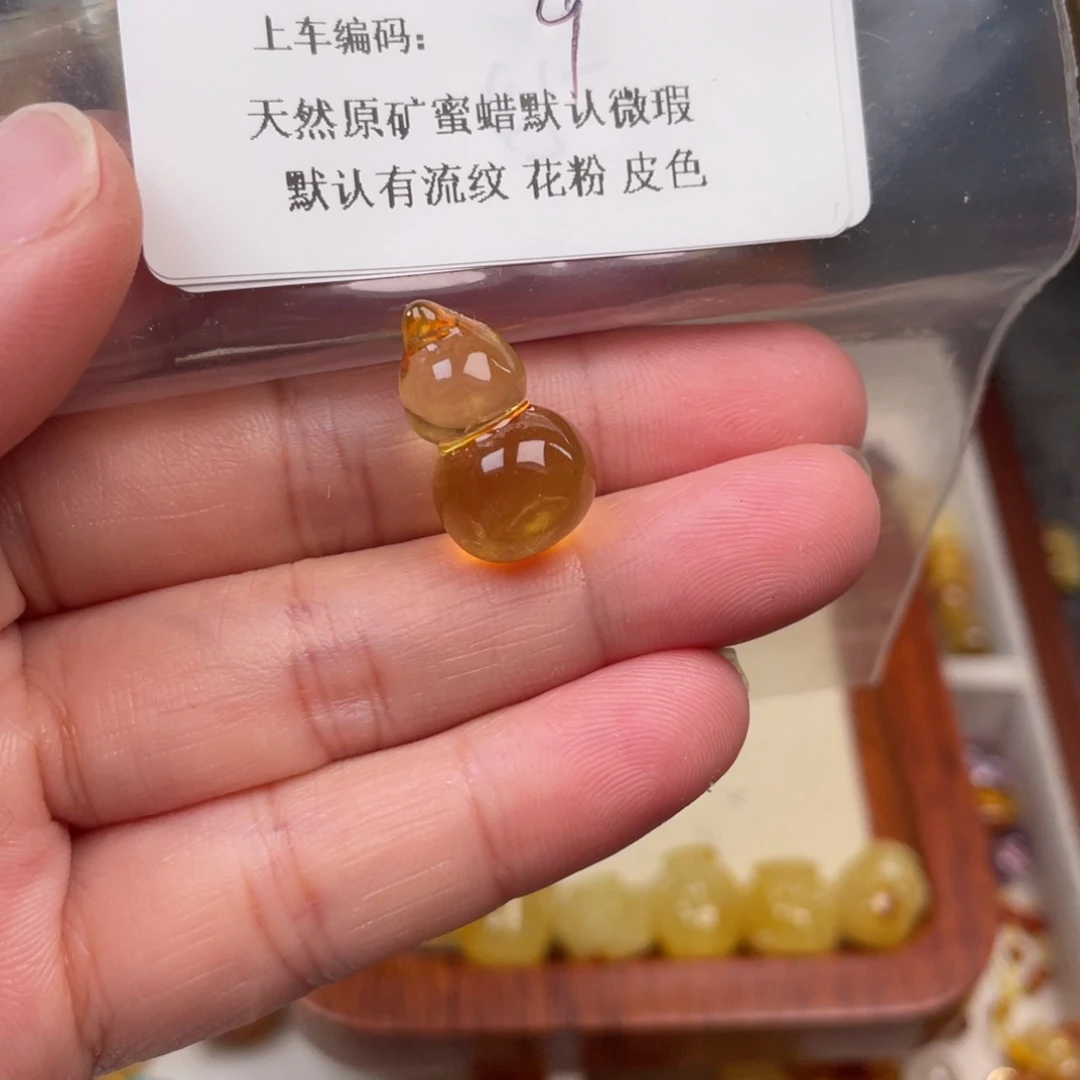 上车编码: 9
天然原矿蜜蜡默认微瑕
默认有流纹 花粉 皮色